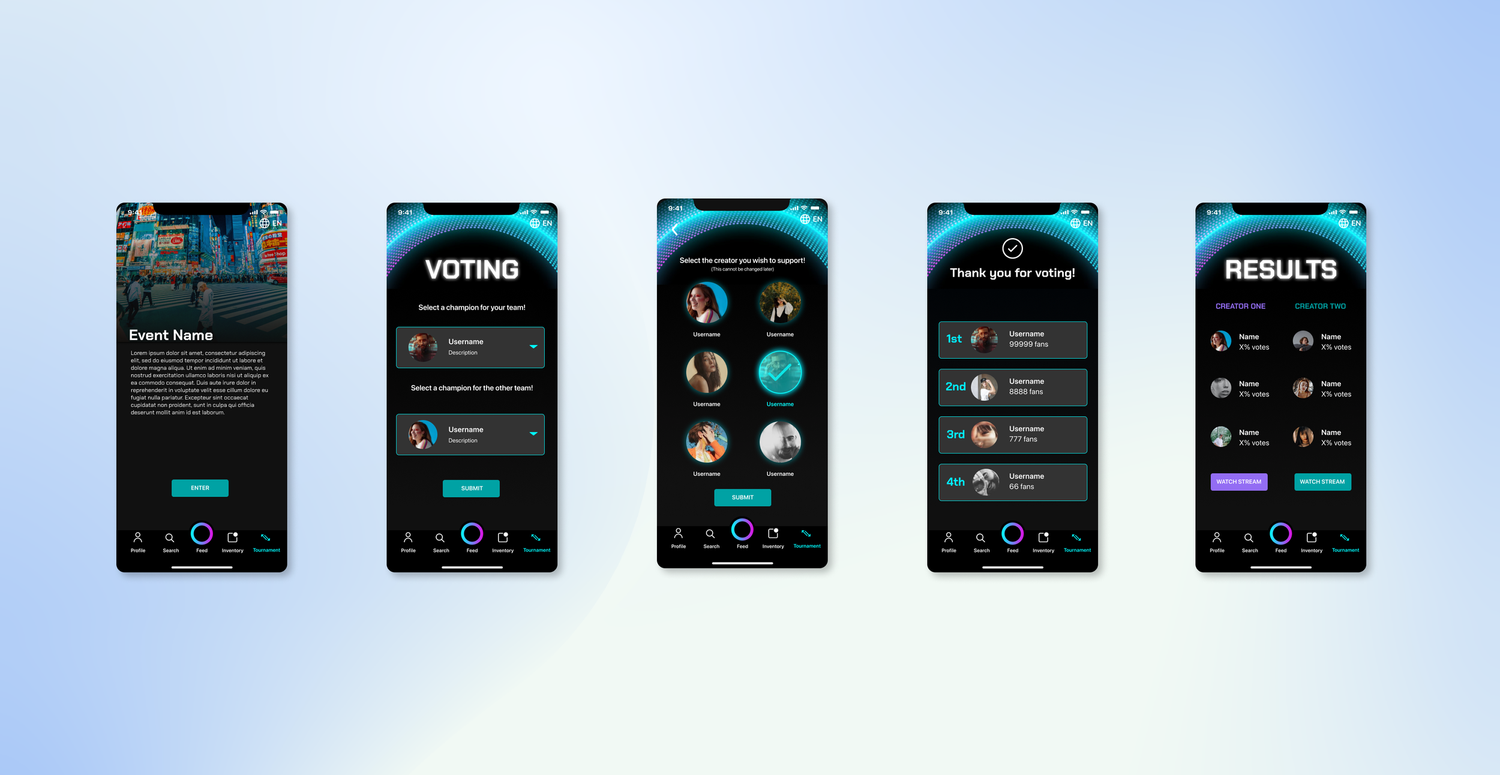 9:41
EN
Event Name
Lorem ipsum dolor sit amet, consectetur adipiscing
elit, sed do eiusmod tempor incididunt ut labore et
dolore magna aliqua. Ut enim ad minim veniam, quis
nostrud exercitation ullamco laboris nisi ut aliquip ex
ea commodo consequat. Duis aute irure dolor in
reprehenderit in voluptate velit esse cillum dolore eu
fugiat nulla pariatur. Excepteur sint occaecat
cupidatat non proident, sunt in culpa qui officia
deserunt mollit anim id est laborum.
ENTER
Profile Search Feed Inventory Tournament
9:41
EN
VOTING
Select a champion for your team!
Username
Description
Select a champion for the other team!
Username
Description
SUBMIT
Profile Search Feed Inventory Tournament
9:41
EN
Select the creator you wish to support!
(This cannot be changed later)
Username Username
Username Username
Username Username
SUBMIT
Profile Search Feed Inventory Tournament
9:41
EN
Thank you for voting!
1st
Username
99999 fans
2nd
Username
8888 fans
3rd
Username
777 fans
4th
Username
66 fans
Profile Search Feed Inventory Tournament
9:41
EN
RESULTS
CREATOR ONE CREATOR TWO
Name Name
X% votes X% votes
Name Name
X% votes X% votes
Name Name
X% votes X% votes
WATCH STREAM WATCH STREAM
Profile Search Feed Inventory Tournament